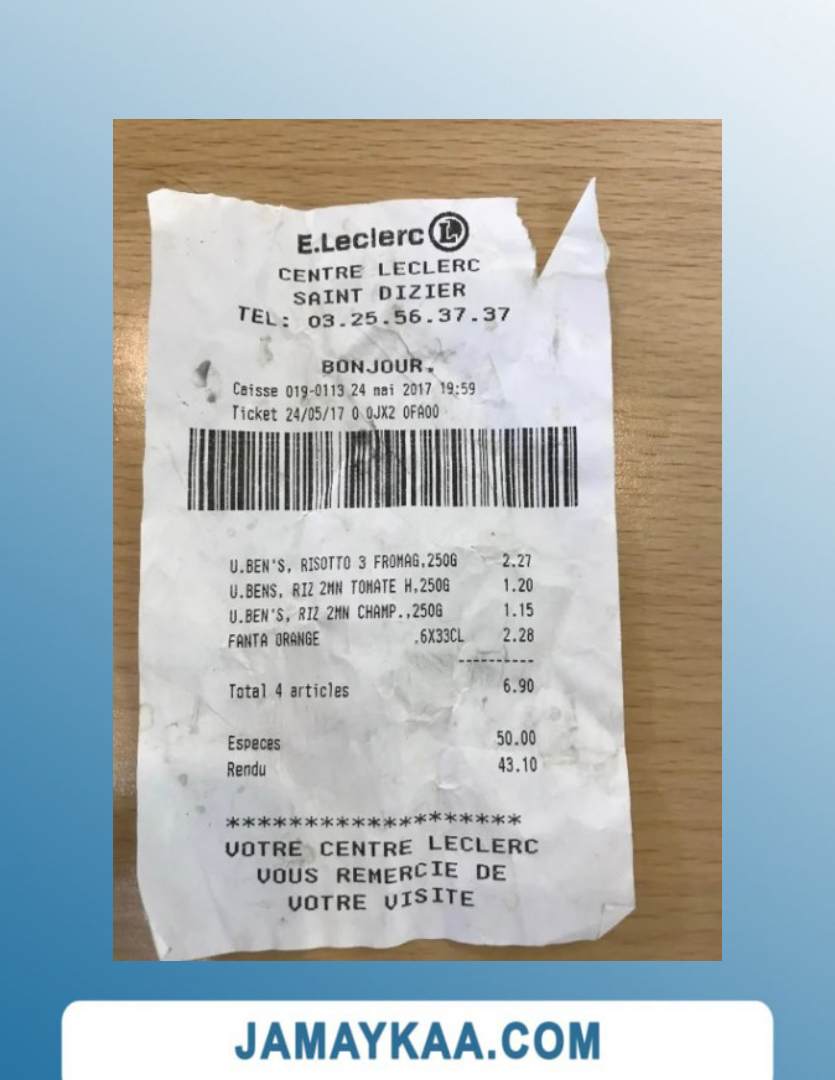 E.Leclerc L
CENTRE LECLERC
SAINT DIZIER
TEL: 03.25.56.37.37
BONJOUR.
Caisse 019-0113 24 mai 2017 19:59
Ticket 24/05/17 0 0JX2 0FA00
U.BEN'S, RISOTTO 3 FROMAG,250G 2.27
U.BENS, RIZ 2MN TOMATE H,250G 1.20
U.BEN'S, RIZ 2MN CHAMP.,250G 1.15
FANTA ORANGE .6X33CL 2.28
----------
Total 4 articles 6.90
Especes 50.00
Rendu 43.10
*******************
VOTRE CENTRE LECLERC
VOUS REMERCIE DE
VOTRE VISITE
JAMAYKAA.COM